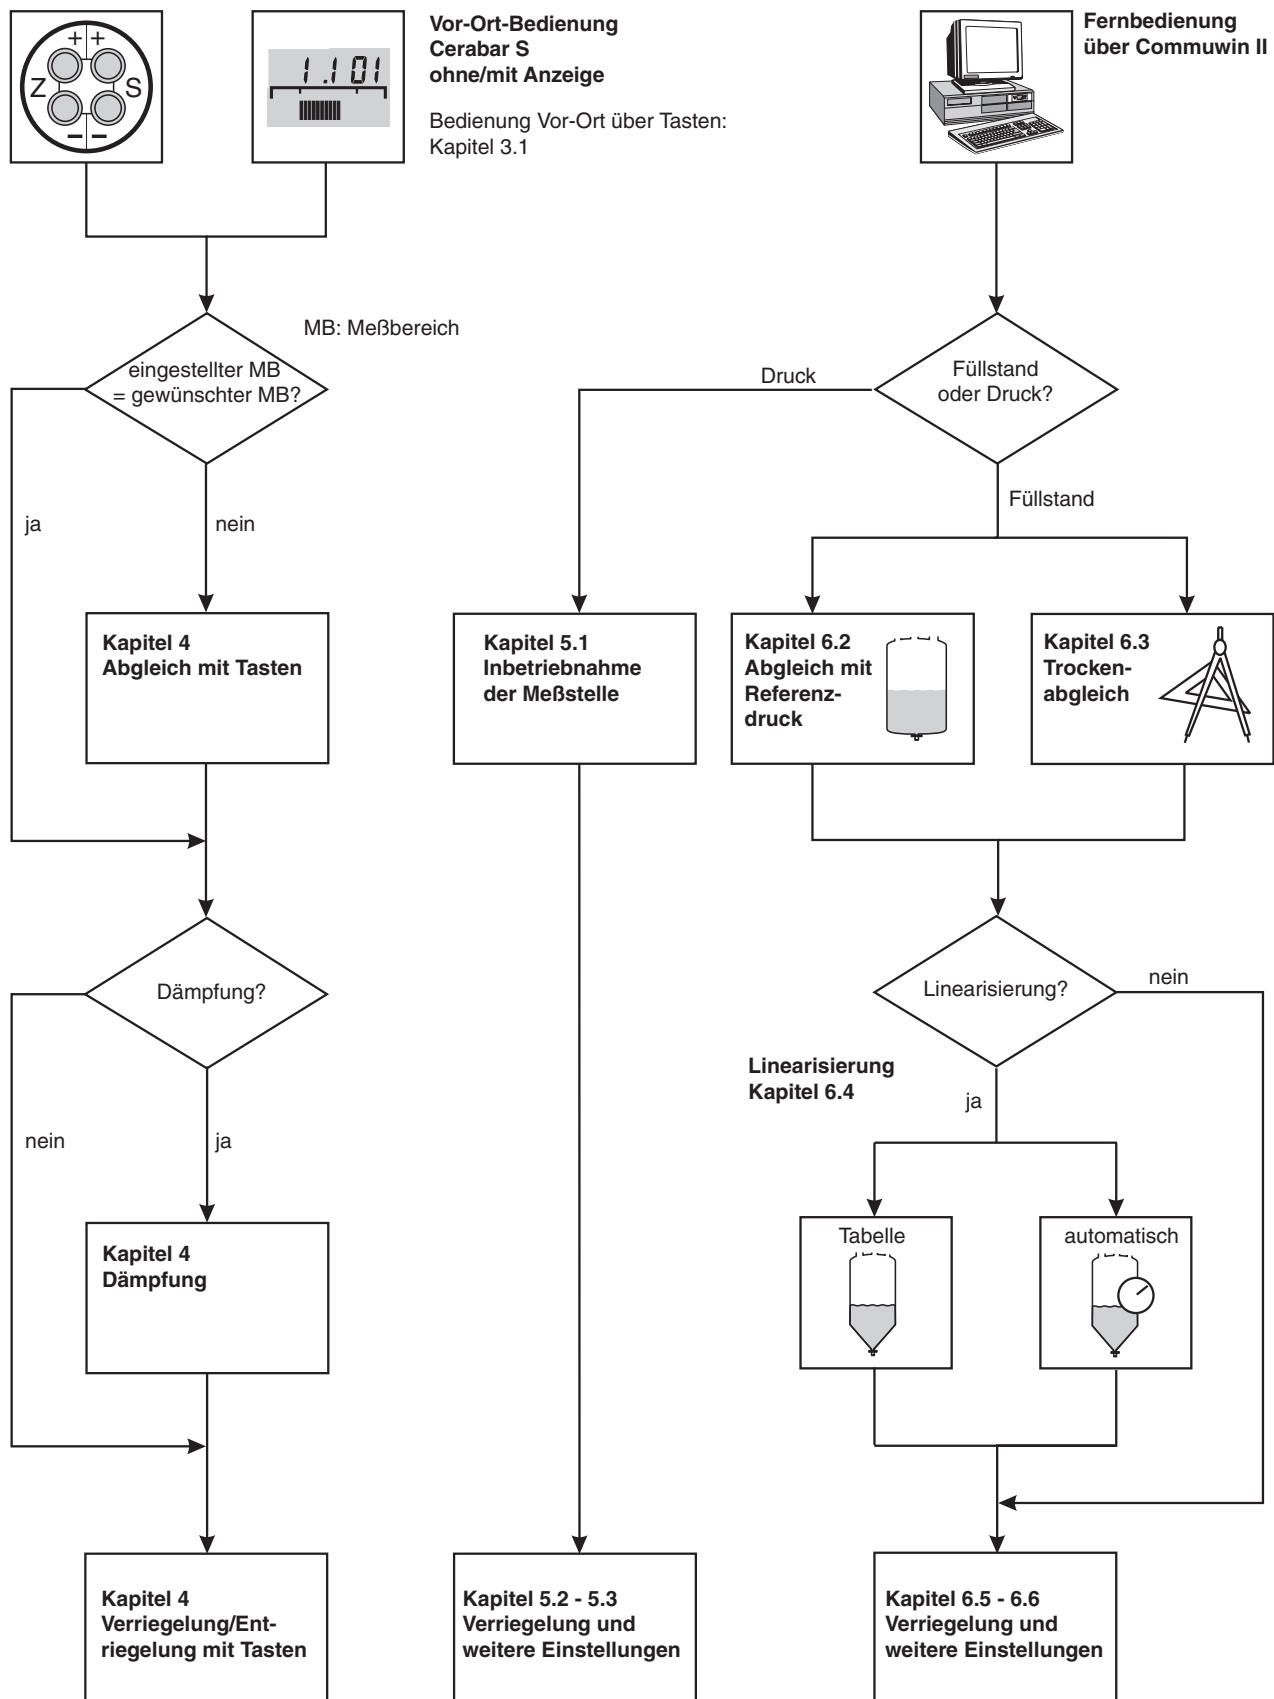 + +
Z S
– –
1.101
Vor-Ort-Bedienung
Cerabar S
ohne/mit Anzeige
Bedienung Vor-Ort über Tasten:
Kapitel 3.1
Fernbedienung
über Commuwin II
MB: Meßbereich
eingestellter MB
= gewünschter MB?
ja
nein
Kapitel 4
Abgleich mit Tasten
Dämpfung?
nein
ja
Kapitel 4
Dämpfung
Kapitel 4
Verriegelung/Ent-
riegelung mit Tasten
Füllstand
oder Druck?
Druck
Füllstand
Kapitel 5.1
Inbetriebnahme
der Meßstelle
Kapitel 5.2 - 5.3
Verriegelung und
weitere Einstellungen
Kapitel 6.2
Abgleich mit
Referenz-
druck
Kapitel 6.3
Trocken-
abgleich
Linearisierung?
nein
Linearisierung
Kapitel 6.4
ja
Tabelle
automatisch
Kapitel 6.5 - 6.6
Verriegelung und
weitere Einstellungen